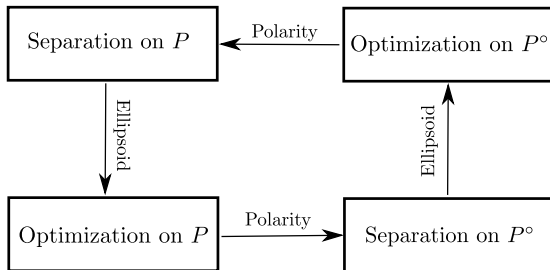 Separation on P
Polarity
Optimization on P°
Ellipsoid
Ellipsoid
Optimization on P
Polarity
Separation on P°